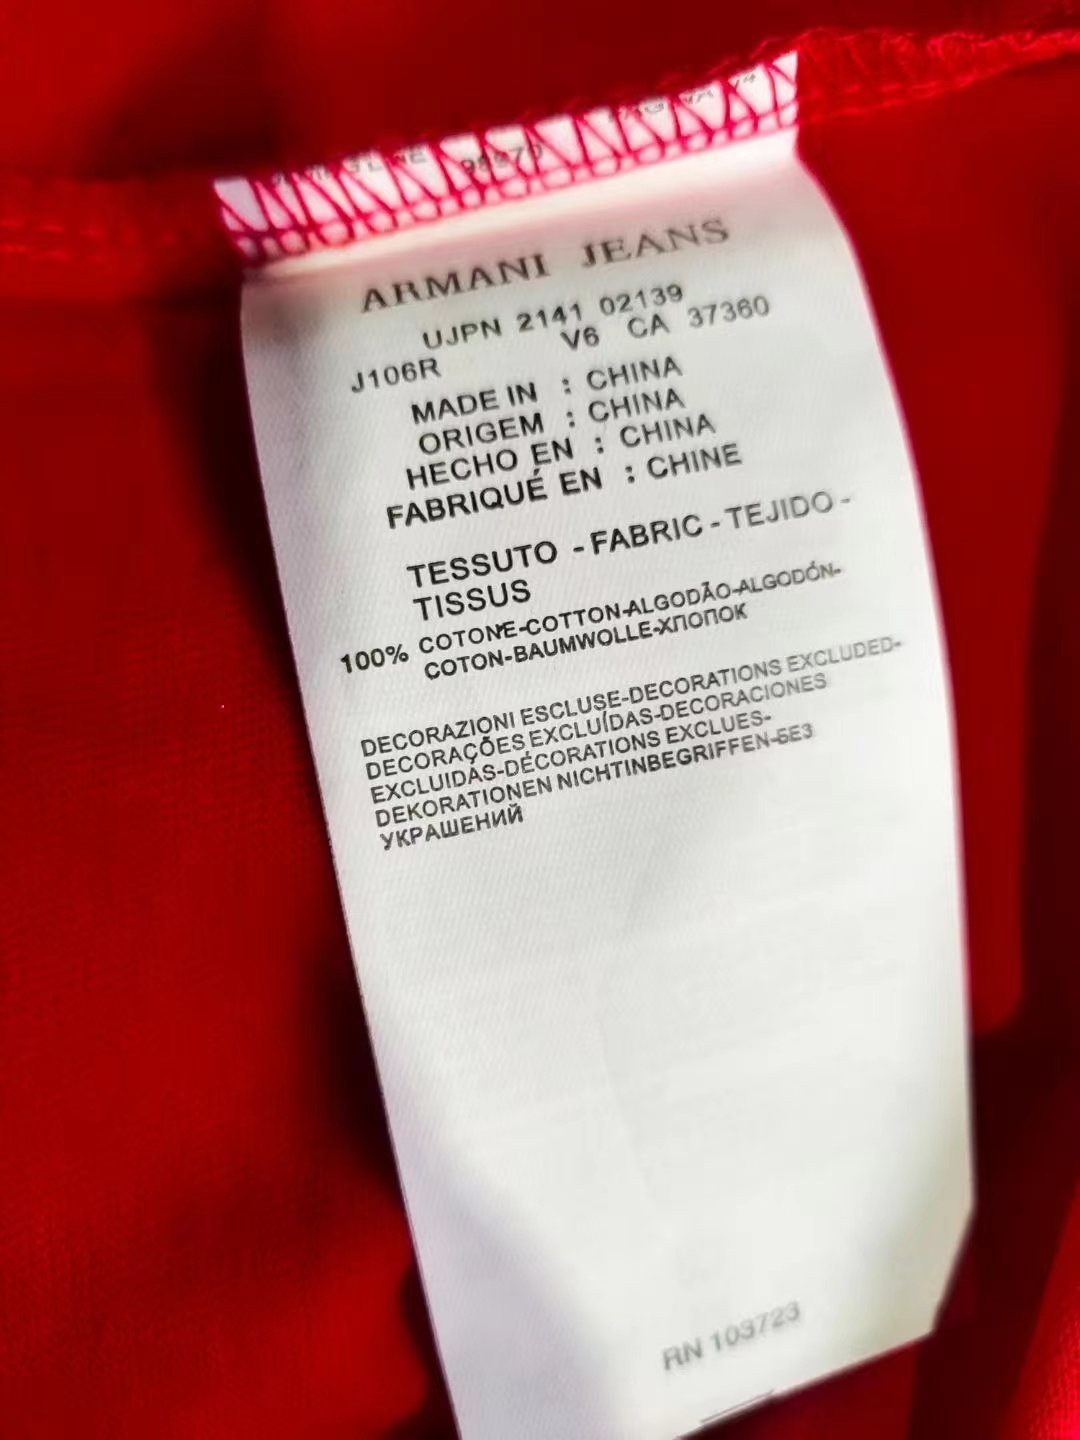 ARMANI JEANS
UJPN 2141 02139
J106R V6 CA 37360
MADE IN : CHINA
ORIGEM : CHINA
HECHO EN : CHINA
FABRIQUÉ EN : CHINE
TESSUTO - FABRIC - TEJIDO -
TISSUS
100% COTONE-COTTON-ALGODÃO-ALGODÓN-
COTON-BAUMWOLLE-ХЛОПОК
DECORAZIONI ESCLUSE-DECORATIONS EXCLUDED-
DECORAÇÕES EXCLUÍDAS-DECORACIONES
EXCLUIDAS-DÉCORATIONS EXCLUES-
DEKORATIONEN NICHTINBEGRIFFEN-БЕЗ
УКРАШЕНИЙ
RN 103723